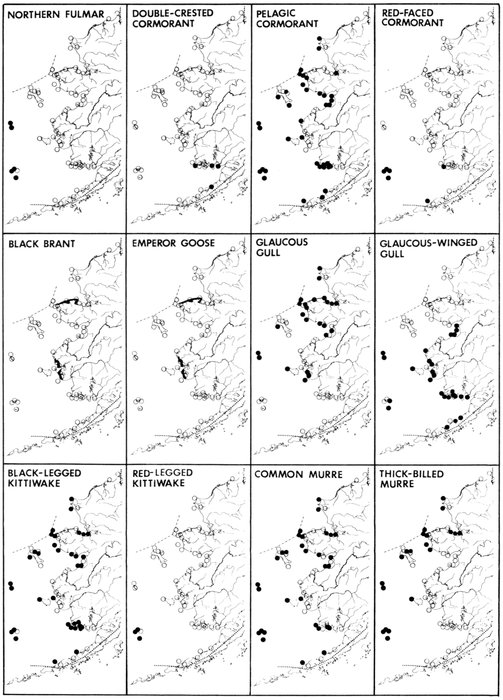 NORTHERN FULMAR
DOUBLE-CRESTED
CORMORANT
PELAGIC
CORMORANT
RED-FACED
CORMORANT
BLACK BRANT
EMPEROR GOOSE
GLAUCOUS
GULL
GLAUCOUS-WINGED
GULL
BLACK-LEGGED
KITTIWAKE
RED-LEGGED
KITTIWAKE
COMMON MURRE
THICK-BILLED
MURRE